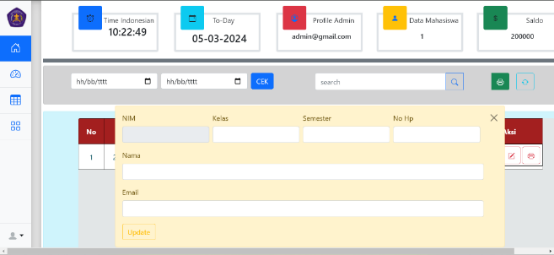 Time Indonesian
10:22:49
To-Day
05-03-2024
Profile Admin
admin@gmail.com
Data Mahasiswa
1
Saldo
200000
hh/bb/tttt
hh/bb/tttt
CEK
search
No
Aksi
1
2
NIM
Kelas
Semester
No Hp
Nama
Email
Update